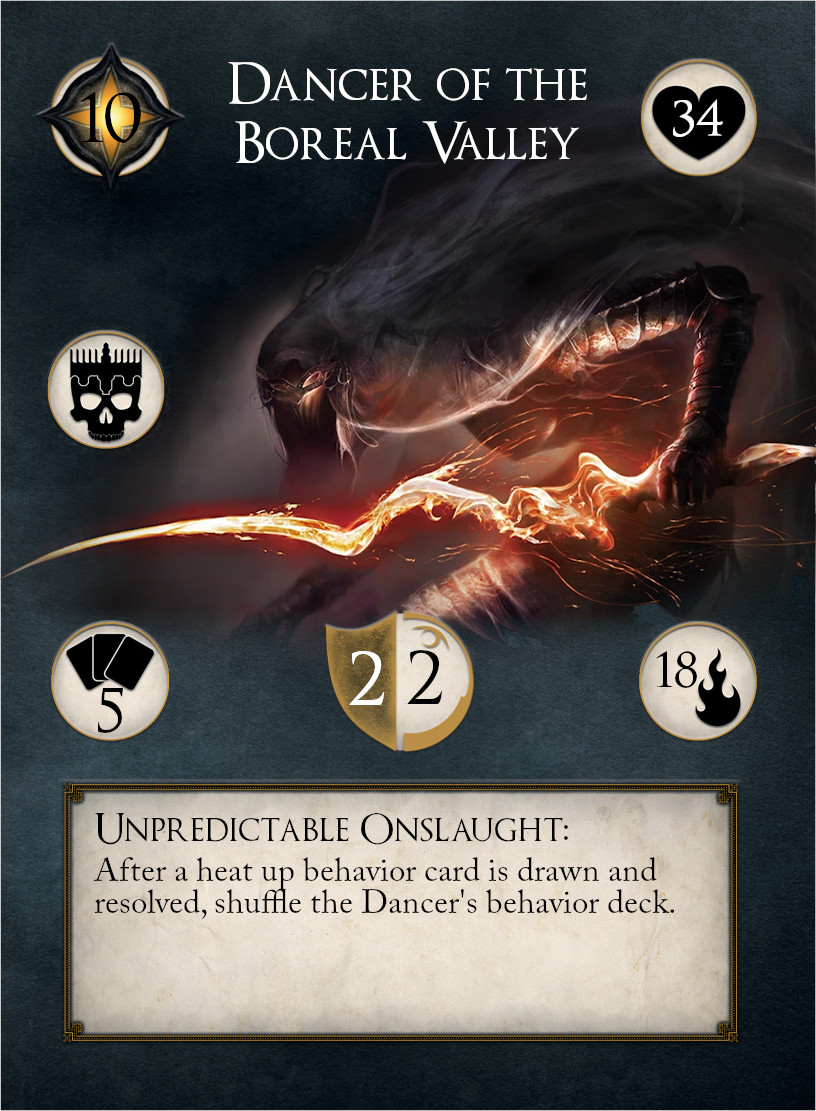 10
DANCER OF THE
BOREAL VALLEY
34
5
2 2
18
UNPREDICTABLE ONSLAUGHT:
After a heat up behavior card is drawn and
resolved, shuffle the Dancer's behavior deck.